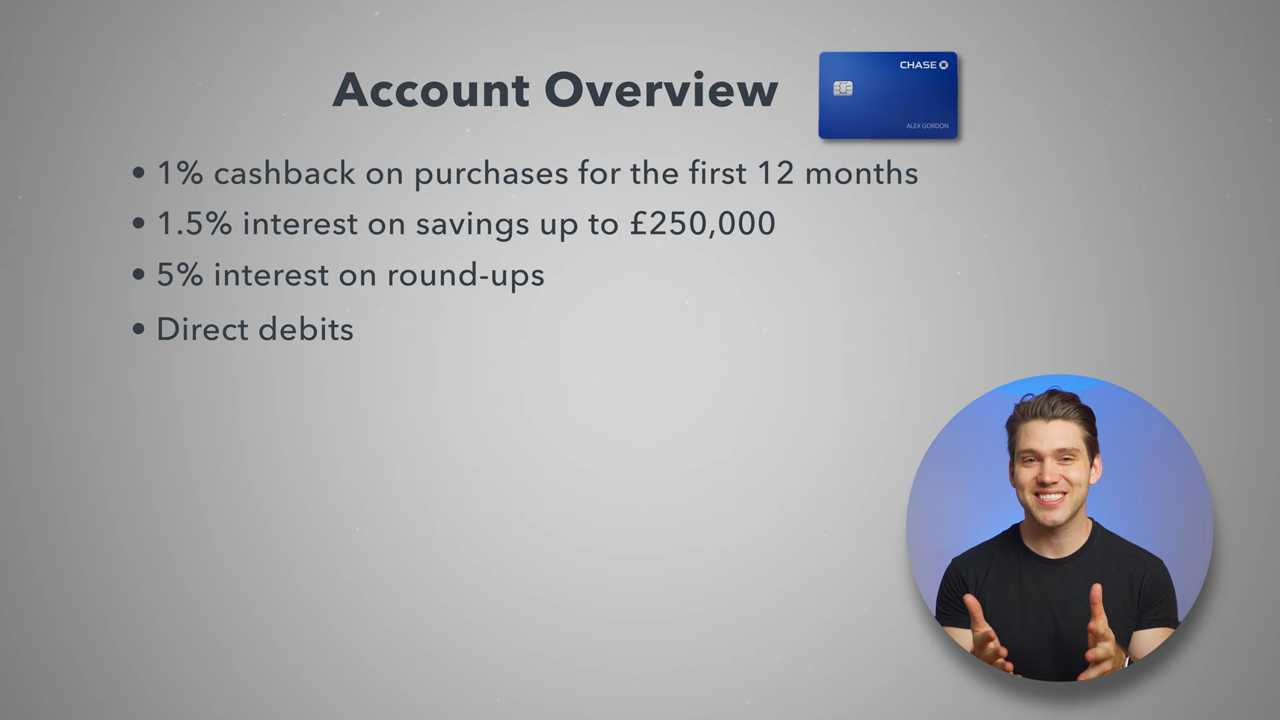 Account Overview
CHASE
ALEX GORDON
• 1% cashback on purchases for the first 12 months
• 1.5% interest on savings up to £250,000
• 5% interest on round-ups
• Direct debits